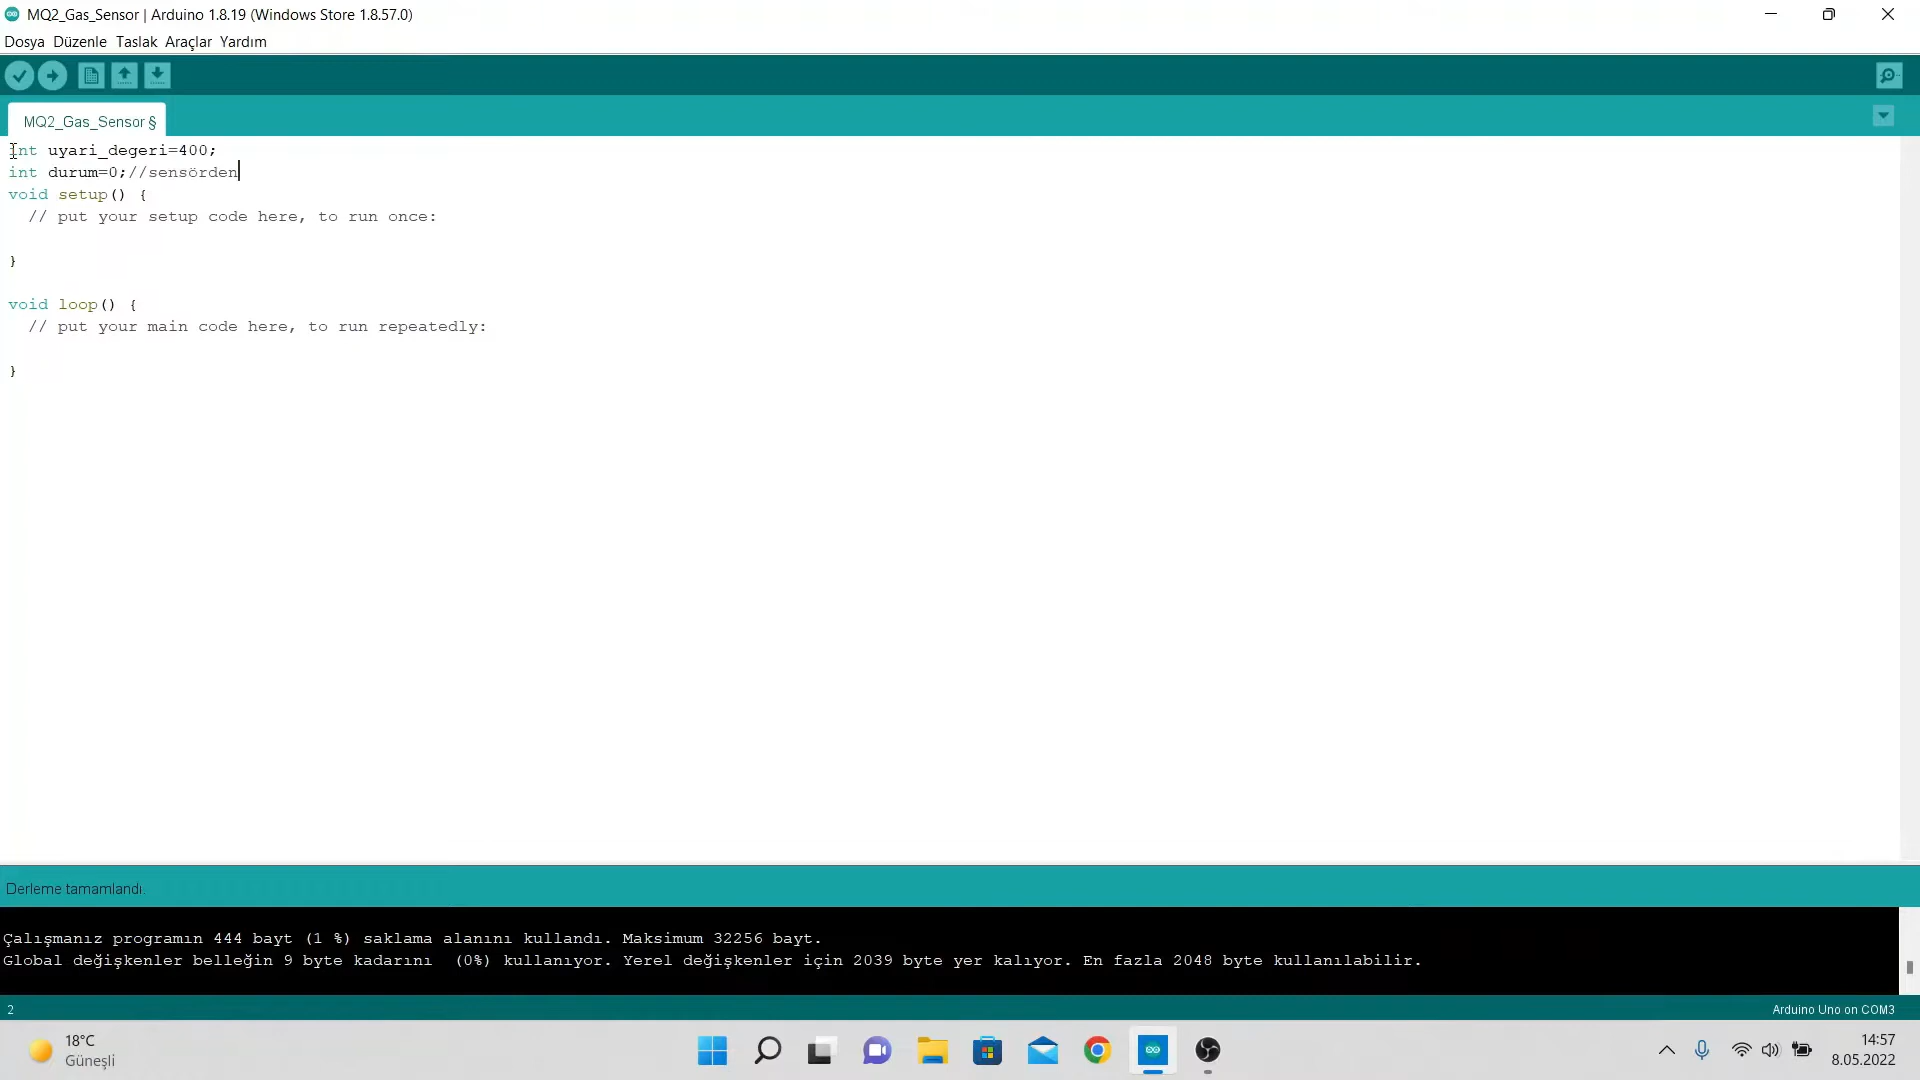 MQ2_Gas_Sensor | Arduino 1.8.19 (Windows Store 1.8.57.0)
Dosya Düzenle Taslak Araçlar Yardım
MQ2_Gas_Sensor §
int uyari_degeri=400;
int durum=0;//sensörden
void setup() {
// put your setup code here, to run once:
}
void loop() {
// put your main code here, to run repeatedly:
}
Derleme tamamlandı.
Çalışmanız programın 444 bayt (1 %) saklama alanını kullandı. Maksimum 32256 bayt.
Global değişkenler belleğin 9 byte kadarını (0%) kullanıyor. Yerel değişkenler için 2039 byte yer kalıyor. En fazla 2048 byte kullanılabilir.
2
Arduino Uno on COM3
18°C
Güneşli
14:57
8.05.2022